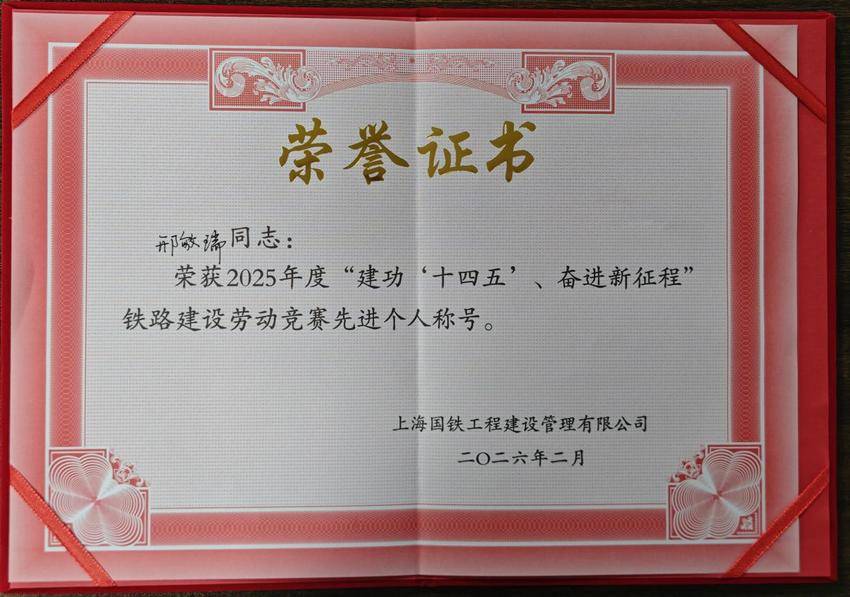 荣誉证书
邢敏瑞同志：
荣获2025年度“建功‘十四五’、奋进新征程”
铁路建设劳动竞赛先进个人称号。
上海国铁工程建设管理有限公司
二〇二六年二月